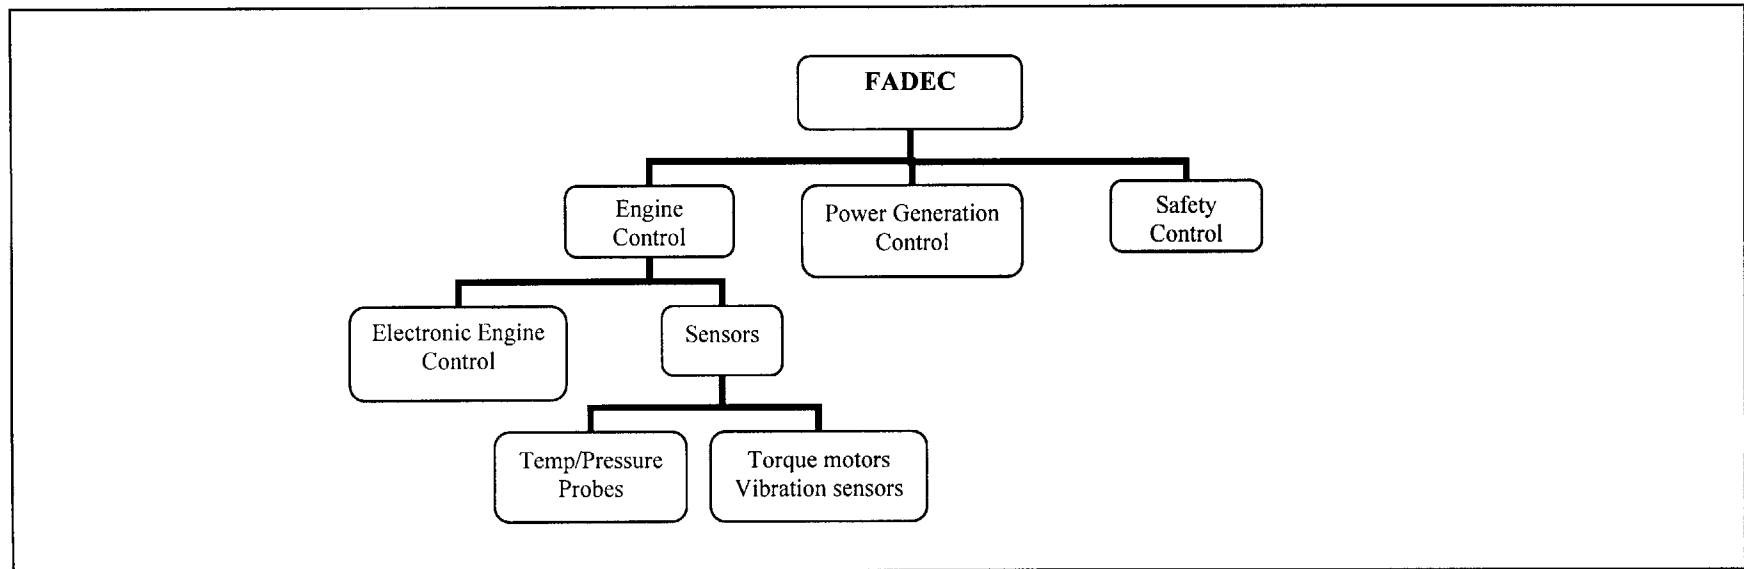 FADEC
Engine
Control
Power Generation
Control
Safety
Control
Electronic Engine
Control
Sensors
Temp/Pressure
Probes
Torque motors
Vibration sensors